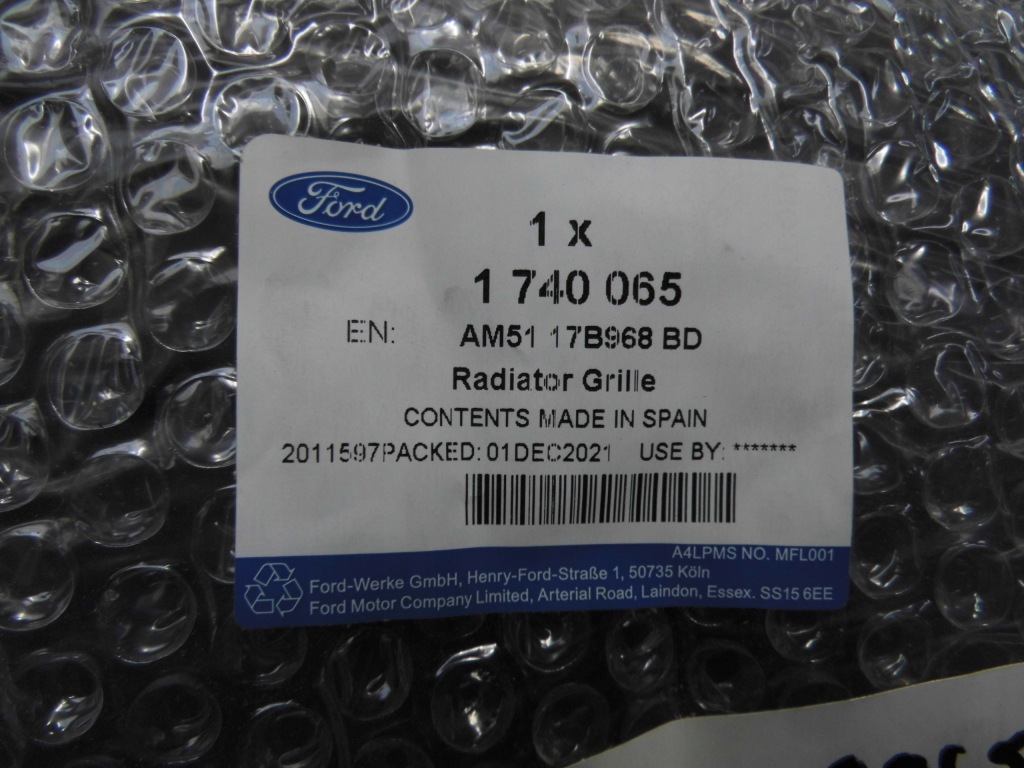 Ford
1 x
1 740 065
EN: AM51 17B968 BD
Radiator Grille
CONTENTS MADE IN SPAIN
2011597PACKED: 01DEC2021 USE BY: *******
A4LPMS NO. MFL001
Ford-Werke GmbH, Henry-Ford-Straße 1, 50735 Köln
Ford Motor Company Limited, Arterial Road, Laindon, Essex. SS15 6EE